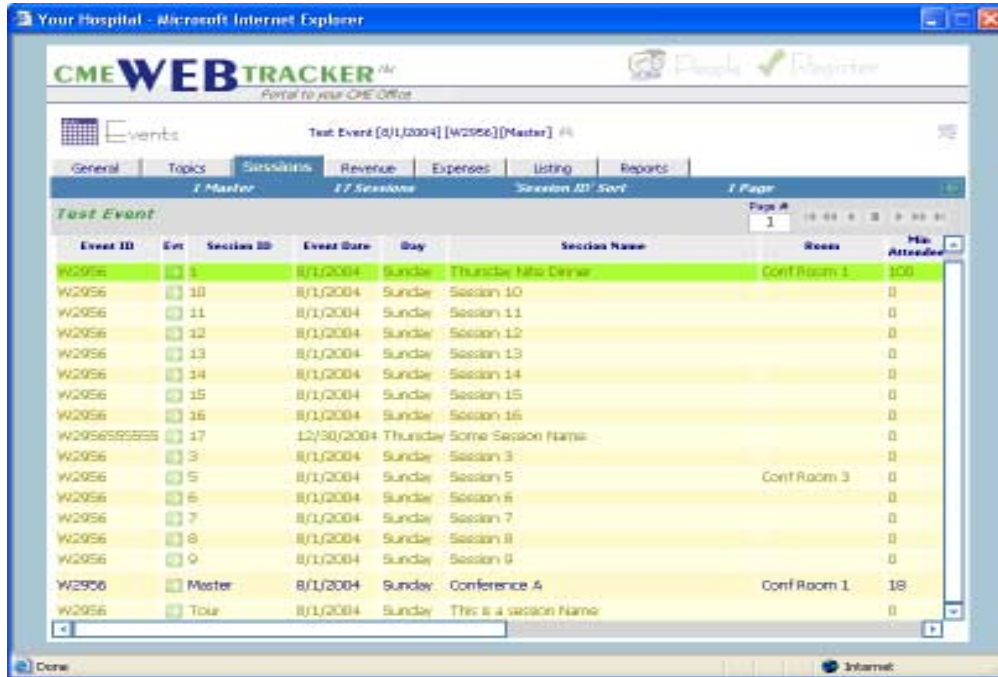 Your Hospital - Microsoft Internet Explorer
CME WEB TRACKER
People Register
Portal to your CME Office
Events Test Event [8/1/2004] [W2956][Master]
General Topics Sessions Revenue Expenses Listing Reports
1 Master 17 Sessions 'Session ID' Sort 1 Page
Test Event Page # 1
Event ID Evt Session ID Event Date Day Session Name Room Min Attendee
W2956 1 8/1/2004 Sunday Thursday Nite Dinner Conf Room 1 100
W2956 10 8/1/2004 Sunday Session 10 0
W2956 11 8/1/2004 Sunday Session 11 0
W2956 12 8/1/2004 Sunday Session 12 0
W2956 13 8/1/2004 Sunday Session 13 0
W2956 14 8/1/2004 Sunday Session 14 0
W2956 15 8/1/2004 Sunday Session 15 0
W2956 16 8/1/2004 Sunday Session 16 0
W2956555555 17 12/30/2004 Thursday Some Session Name 0
W2956 3 8/1/2004 Sunday Session 3 0
W2956 5 8/1/2004 Sunday Session 5 Conf Room 3 0
W2956 6 8/1/2004 Sunday Session 6 0
W2956 7 8/1/2004 Sunday Session 7 0
W2956 8 8/1/2004 Sunday Session 8 0
W2956 9 8/1/2004 Sunday Session 9 0
W2956 Master 8/1/2004 Sunday Conference A Conf Room 1 18
W2956 Tour 8/1/2004 Sunday This is a session Name 0
Done Internet